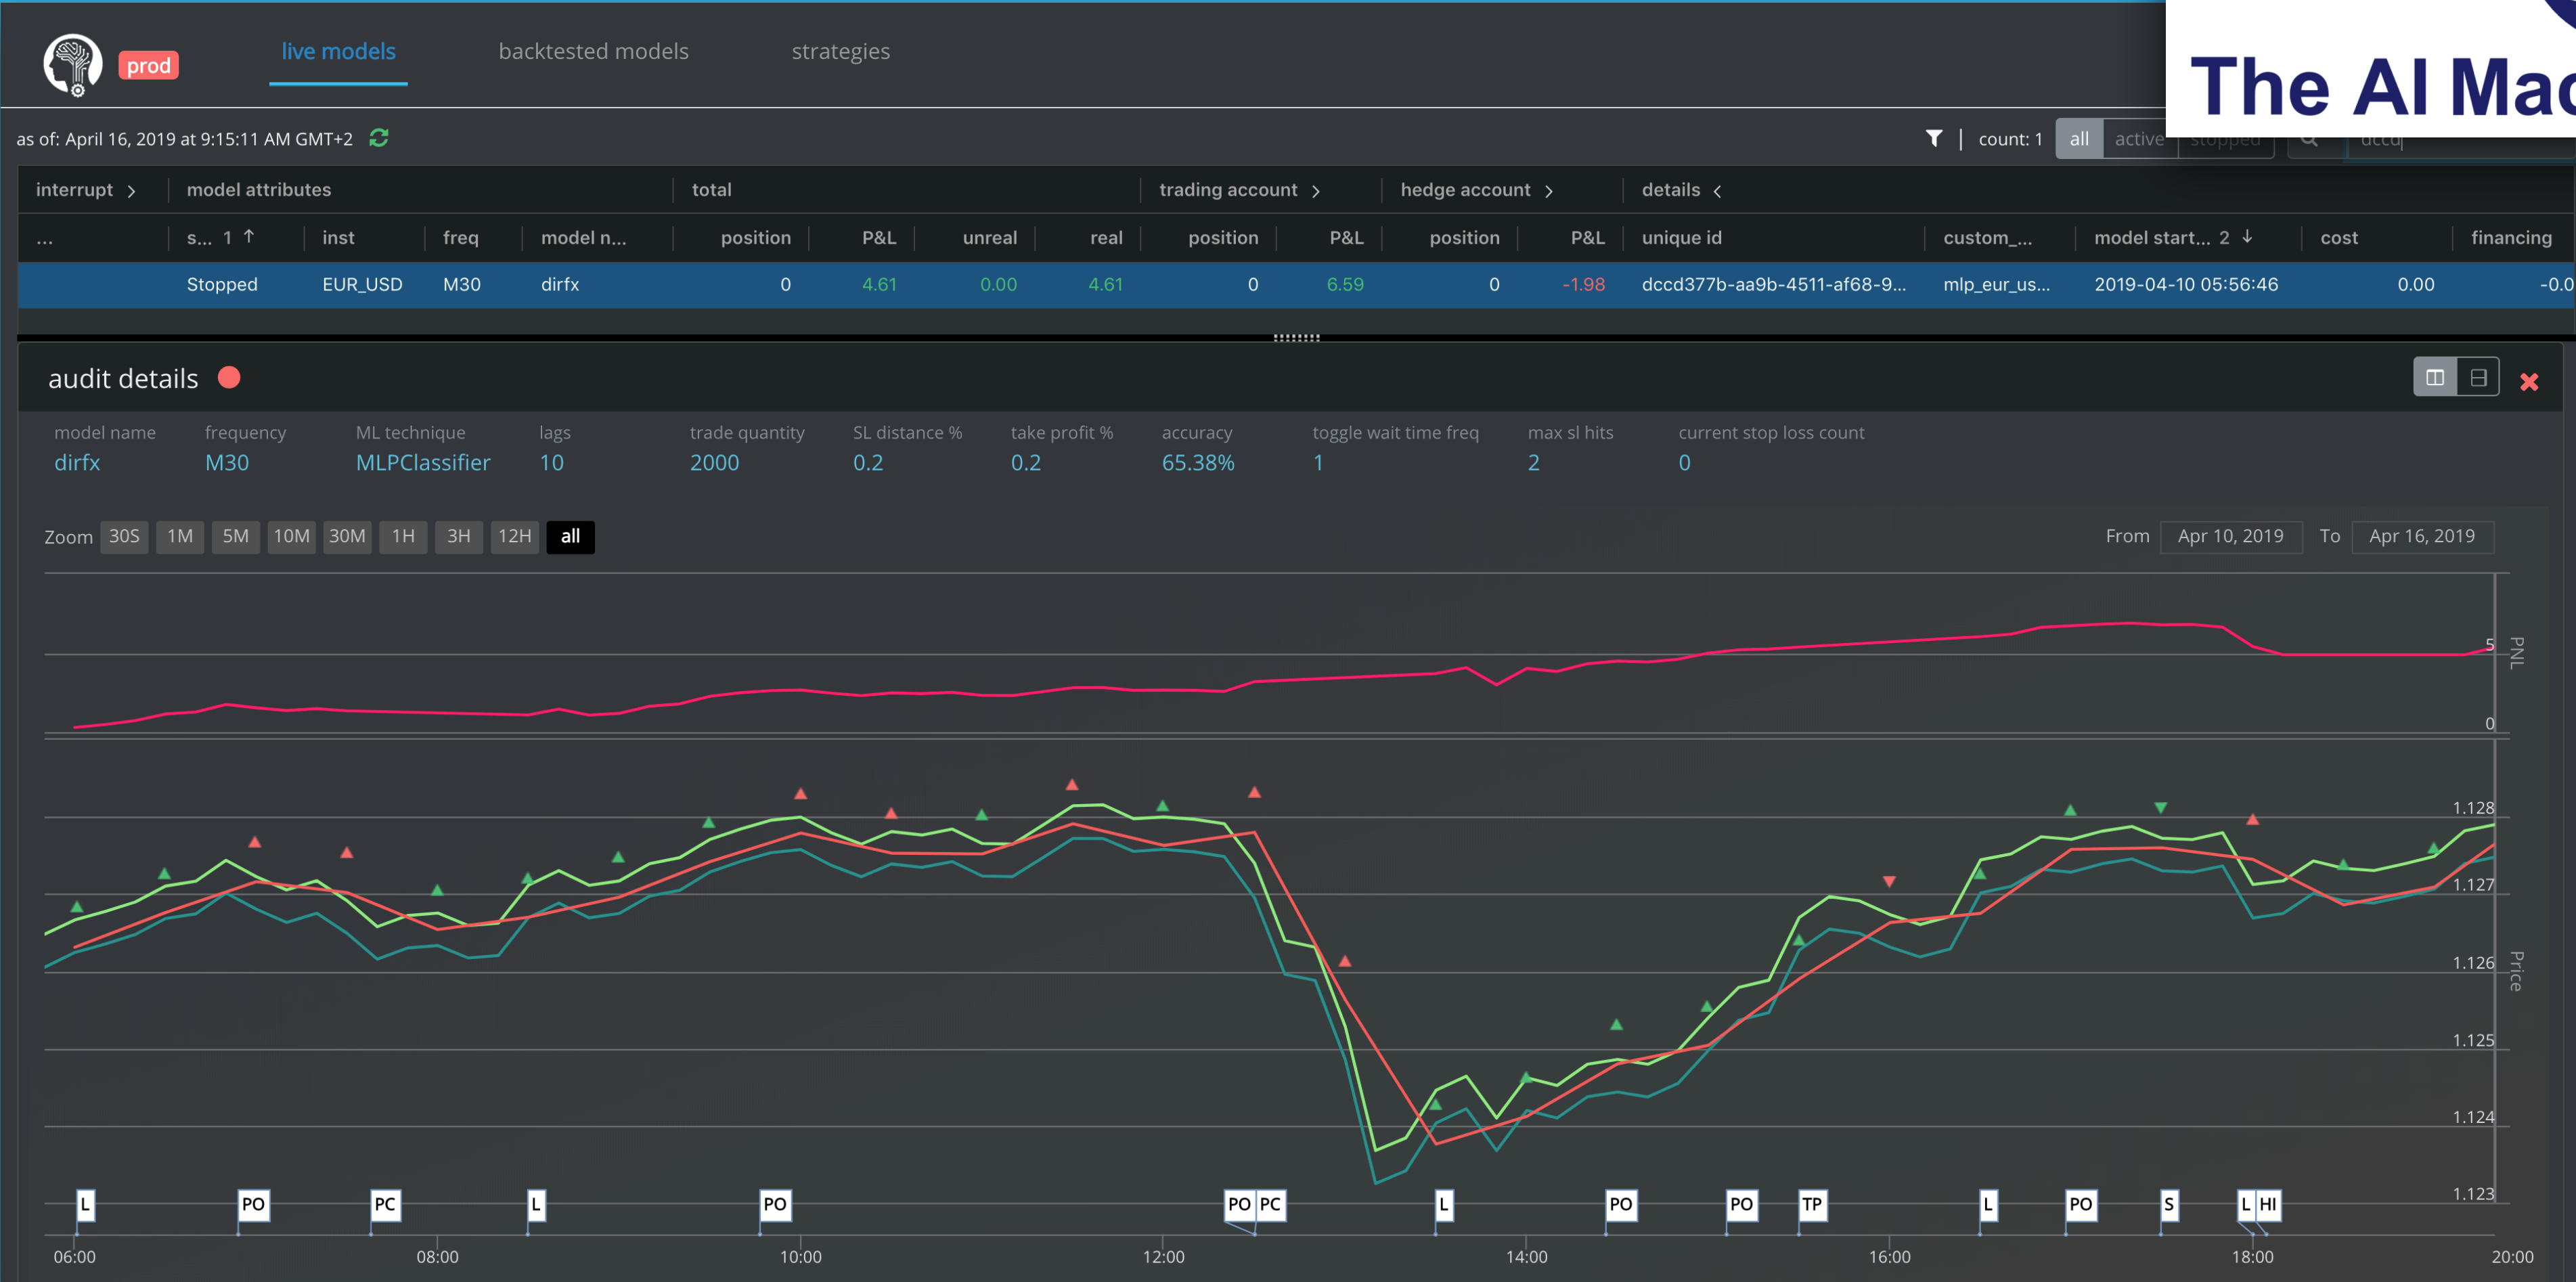 prod live models backtested models strategies
The AI Mac
as of: April 16, 2019 at 9:15:11 AM GMT+2 count: 1 all active stopped dccd
interrupt model attributes total trading account hedge account details
... s... 1 inst freq model n... position P&L unreal real position P&L position P&L unique id custom_... model start... 2 cost financing
Stopped EUR_USD M30 dirfx 0 4.61 0.00 4.61 0 6.59 0 -1.98 dccd377b-aa9b-4511-af68-9... mlp_eur_us... 2019-04-10 05:56:46 0.00 -0.0
audit details
model name frequency ML technique lags trade quantity SL distance % take profit % accuracy toggle wait time freq max sl hits current stop loss count
dirfx M30 MLPClassifier 10 2000 0.2 0.2 65.38% 1 2 0
Zoom 30S 1M 5M 10M 30M 1H 3H 12H all From Apr 10, 2019 To Apr 16, 2019
5
PNL
0
1.128
1.127
1.126
Price
1.125
1.124
1.123
L PO PC L PO PO PC L PO PO TP L PO S L HI
06:00 08:00 10:00 12:00 14:00 16:00 18:00 20:00